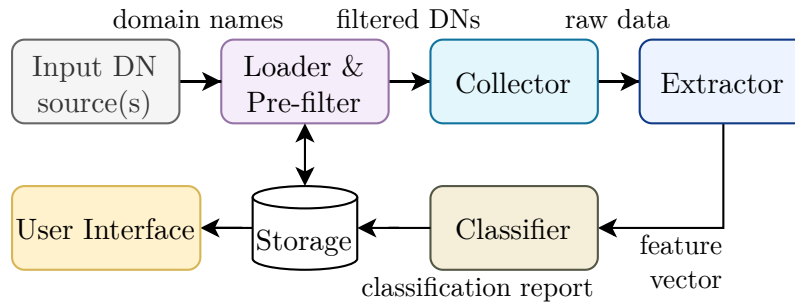 domain names
filtered DNs
raw data
Input DN
source(s)
Loader &
Pre-filter
Collector
Extractor
User Interface
Storage
Classifier
feature
vector
classification report